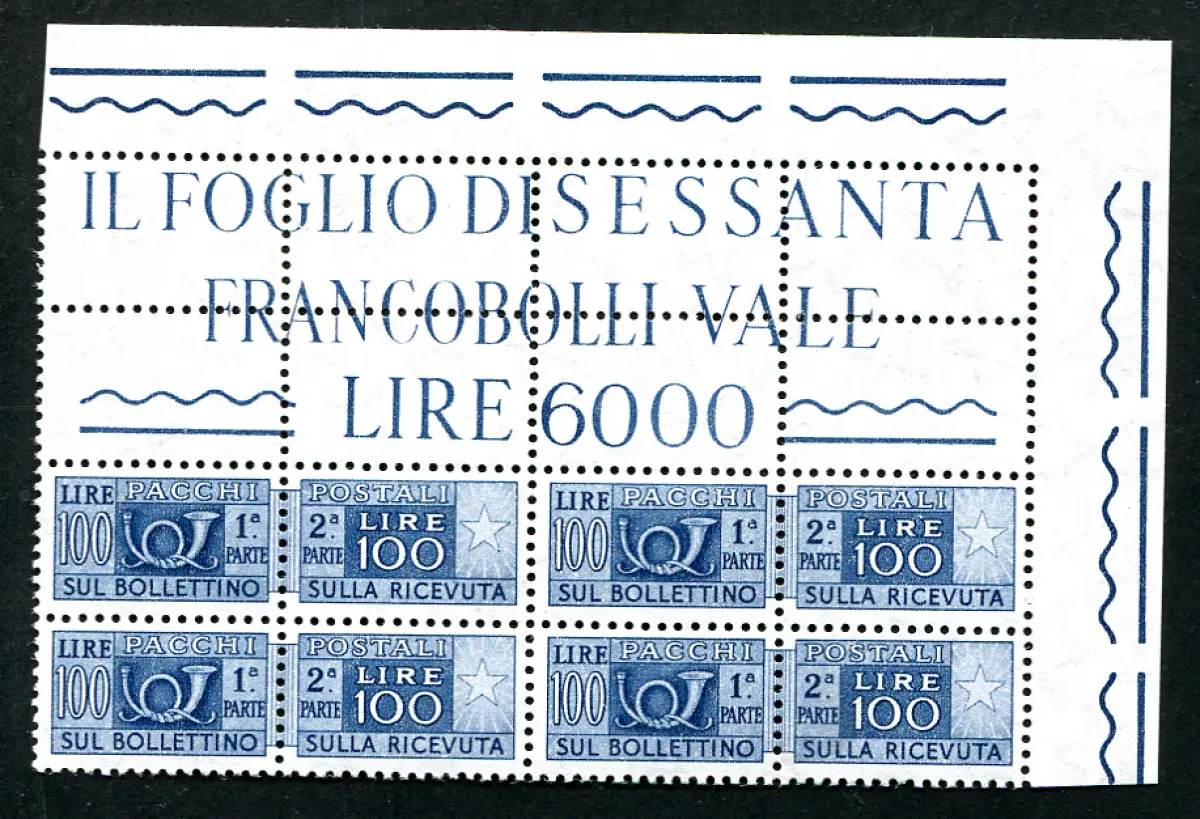 IL FOGLIO DI SESSANTA
FRANCOBOLLI VALE
LIRE 6000
LIRE PACCHI POSTALI LIRE PACCHI POSTALI
100 1ª PARTE 2ª PARTE LIRE 100 100 1ª PARTE 2ª PARTE LIRE 100
SUL BOLLETTINO SULLA RICEVUTA SUL BOLLETTINO SULLA RICEVUTA
LIRE PACCHI POSTALI LIRE PACCHI POSTALI
100 1ª PARTE 2ª PARTE LIRE 100 100 1ª PARTE 2ª PARTE LIRE 100
SUL BOLLETTINO SULLA RICEVUTA SUL BOLLETTINO SULLA RICEVUTA